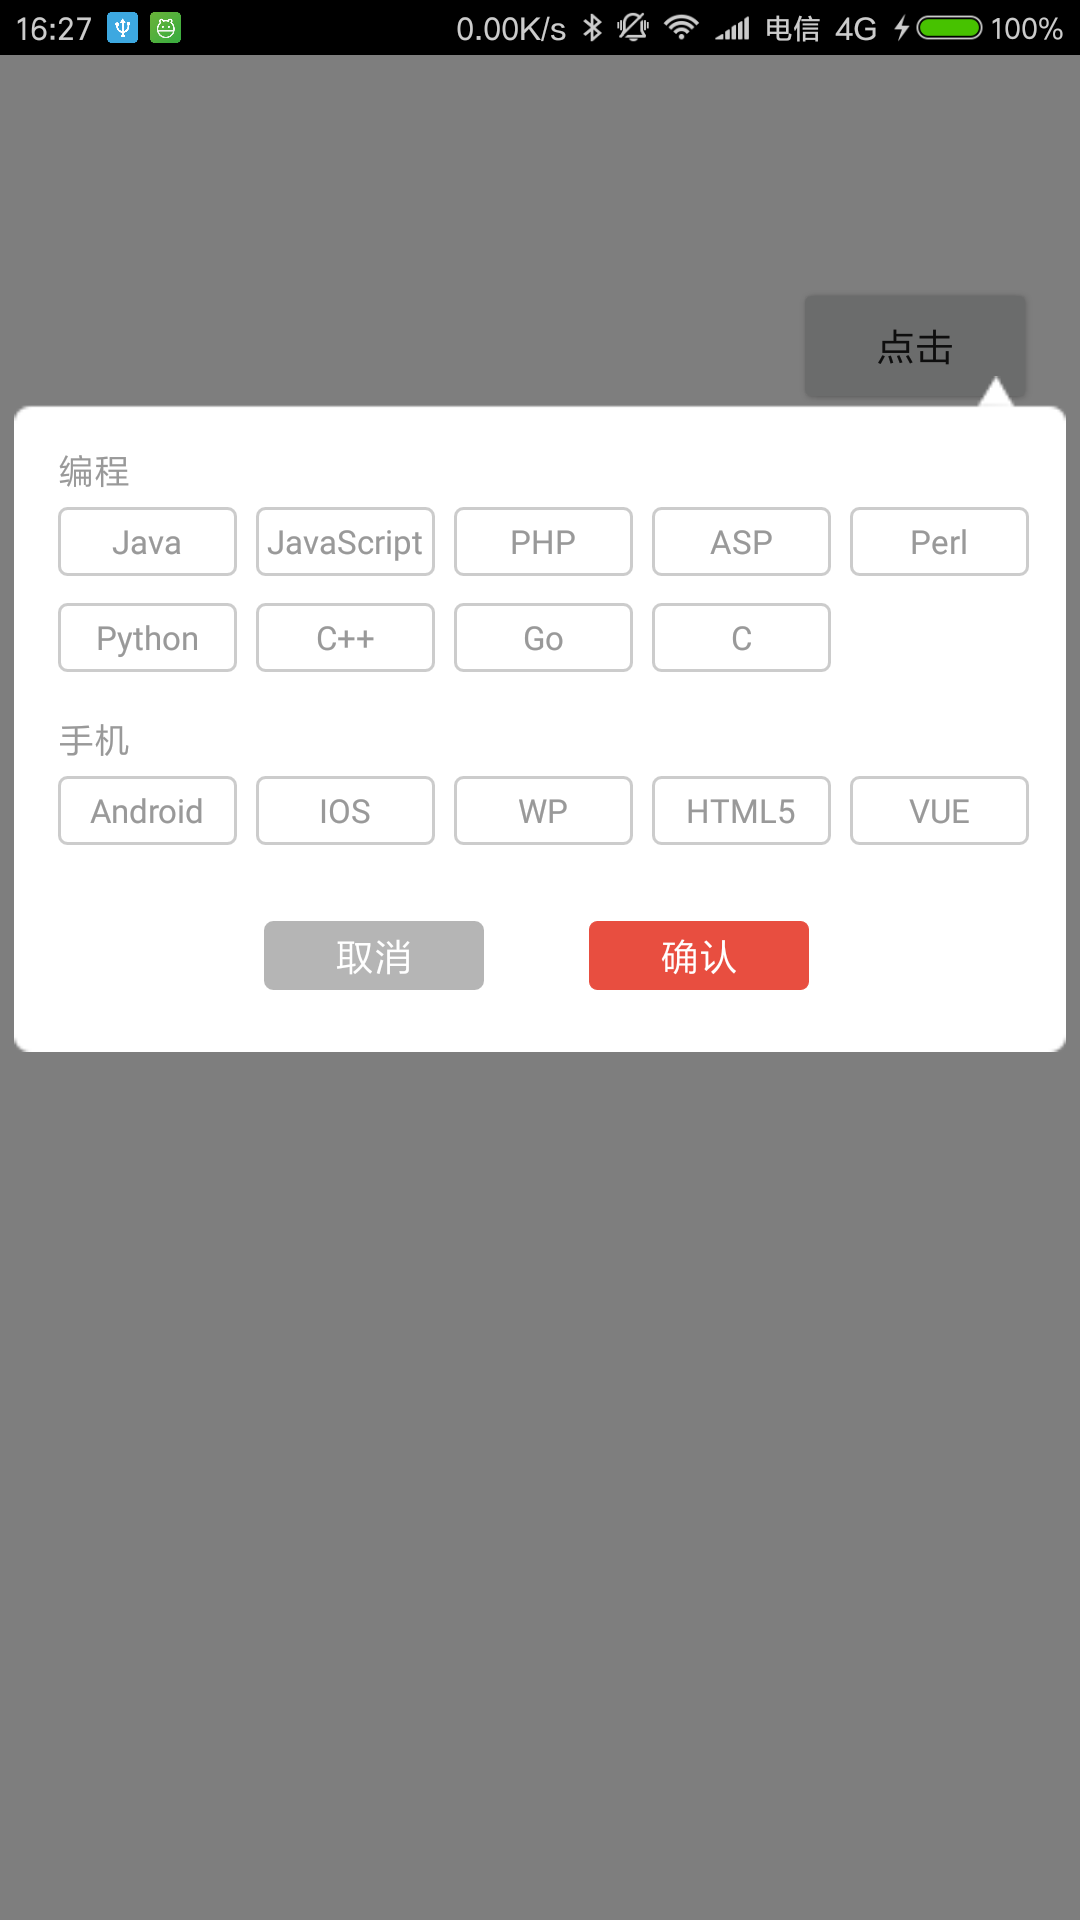 16:27 0.00K/s 电信 4G 100%
点击
编程
Java JavaScript PHP ASP Perl
Python C++ Go C
手机
Android IOS WP HTML5 VUE
取消 确认